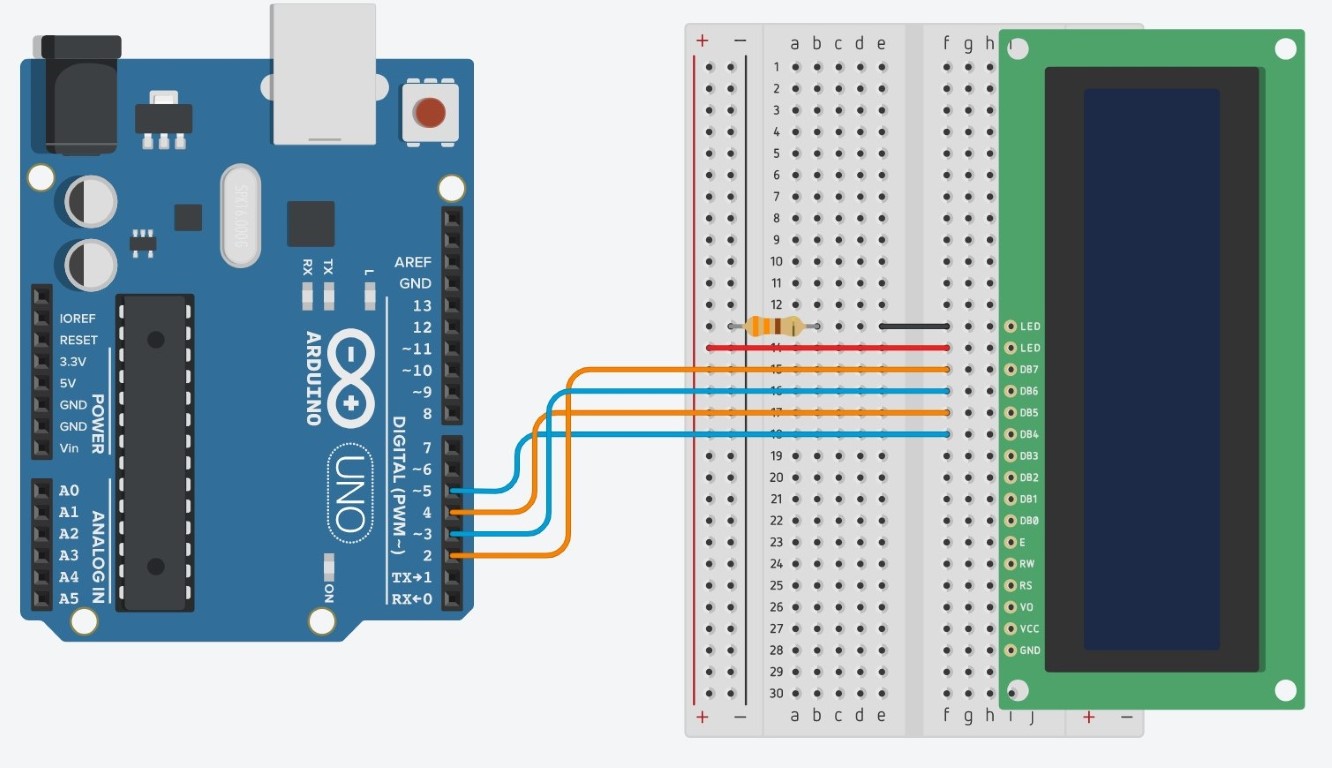 AREF
GND
13
12
~11
~10
~9
8
7
~6
~5
4
~3
2
TX→1
RX←0
DIGITAL (PWM~)
RX
TX
L
ARDUINO
UNO
ON
SPK16.000G
IOREF
RESET
3.3V
5V
GND
GND
Vin
POWER
A0
A1
A2
A3
A4
A5
ANALOG IN
+ − a b c d e f g h i
1
2
3
4
5
6
7
8
9
10
11
12
14
15
16
17
18
19
20
21
22
23
24
25
26
27
28
29
30
+ − a b c d e f g h i j + −
LED
LED
DB7
DB6
DB5
DB4
DB3
DB2
DB1
DB0
E
RW
RS
VO
VCC
GND